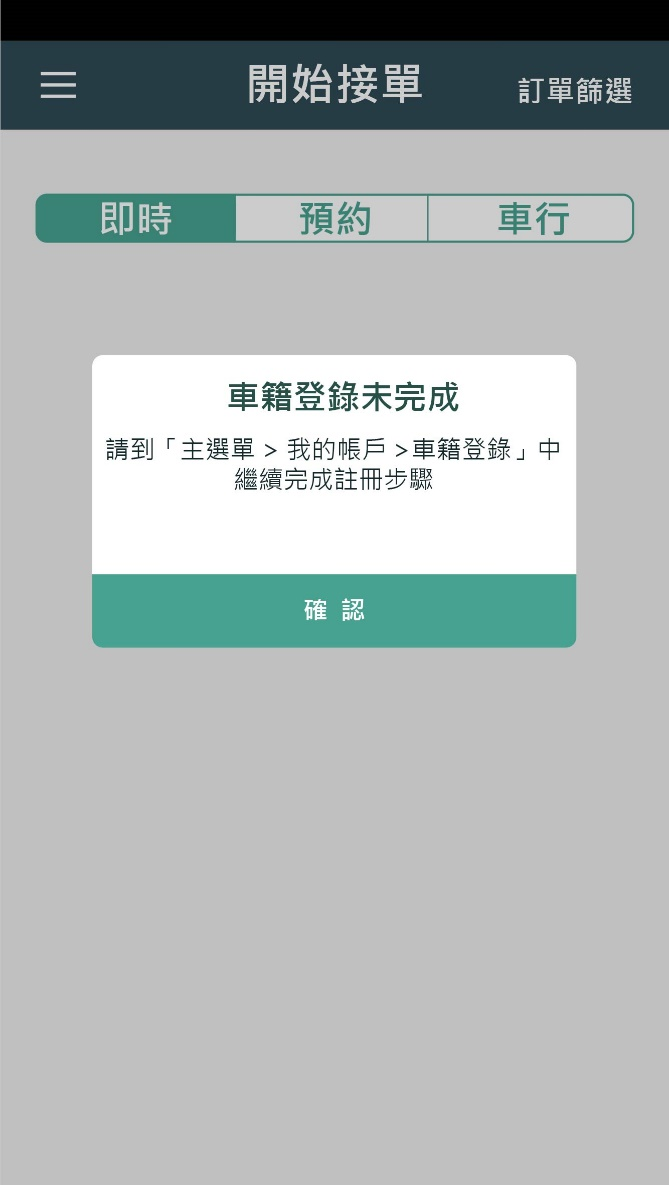 開始接單
訂單篩選
即時
預約
車行
車籍登錄未完成
請到「主選單 > 我的帳戶 >車籍登錄」中
繼續完成註冊步驟
確 認